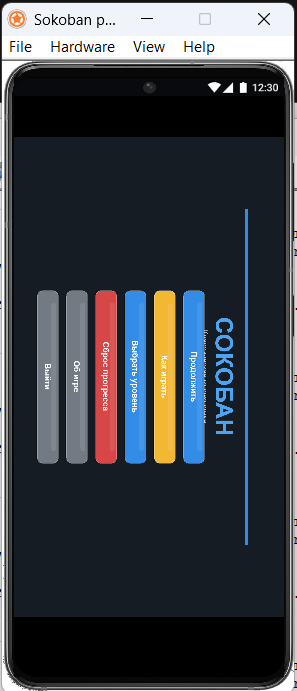 Sokoban p...
File Hardware View Help
12:30
СОКОБАН
Продолжить
Как играть
Выбрать уровень
Сброс прогресса
Об игре
Выйти